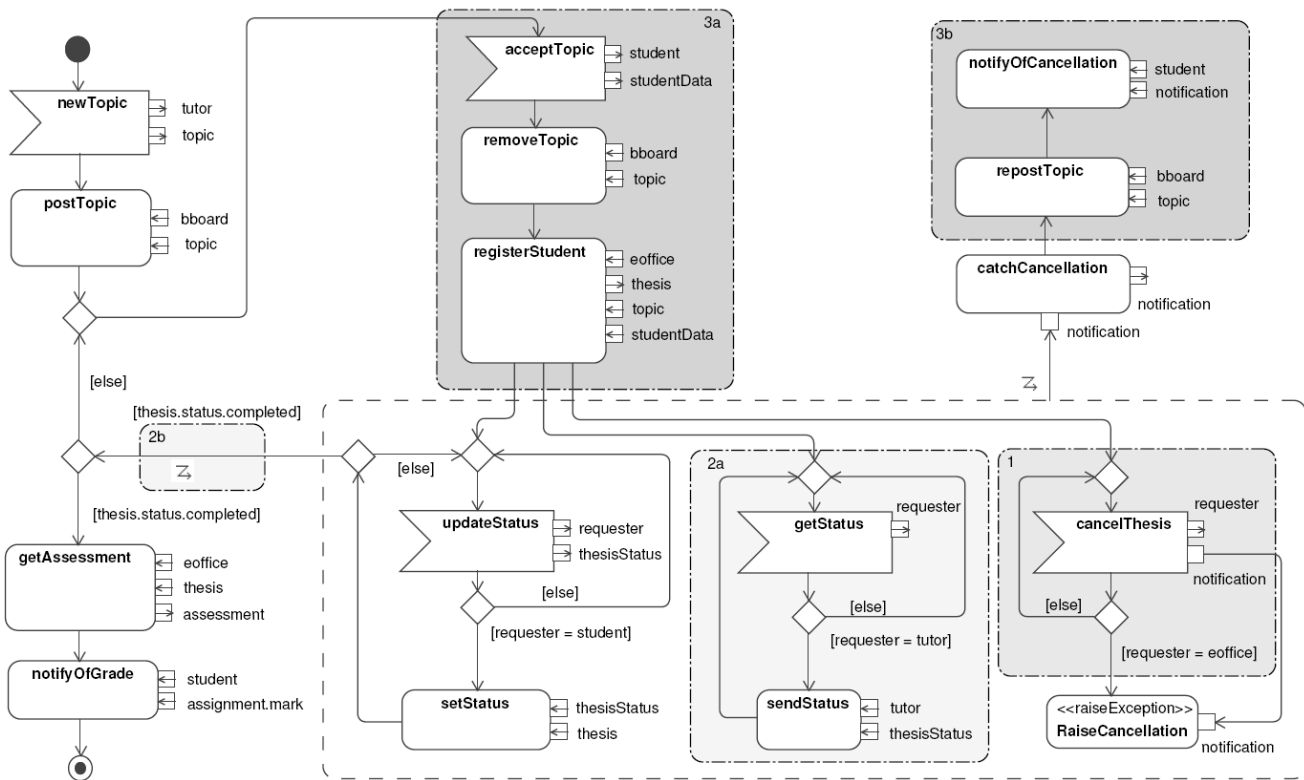 newTopic
tutor
topic
postTopic
bboard
topic
[else]
[thesis.status.completed]
2b
[thesis.status.completed]
getAssessment
eoffice
thesis
assessment
notifyOfGrade
student
assignment.mark
3a
acceptTopic
student
studentData
removeTopic
bboard
topic
registerStudent
eoffice
thesis
topic
studentData
3b
notifyOfCancellation
student
notification
repostTopic
bboard
topic
catchCancellation
notification
notification
[else]
updateStatus
requester
thesisStatus
[else]
[requester = student]
setStatus
thesisStatus
thesis
2a
requester
getStatus
[else]
[requester = tutor]
sendStatus
tutor
thesisStatus
1
requester
cancelThesis
notification
[else]
[requester = eoffice]
<<raiseException>>
RaiseCancellation
notification